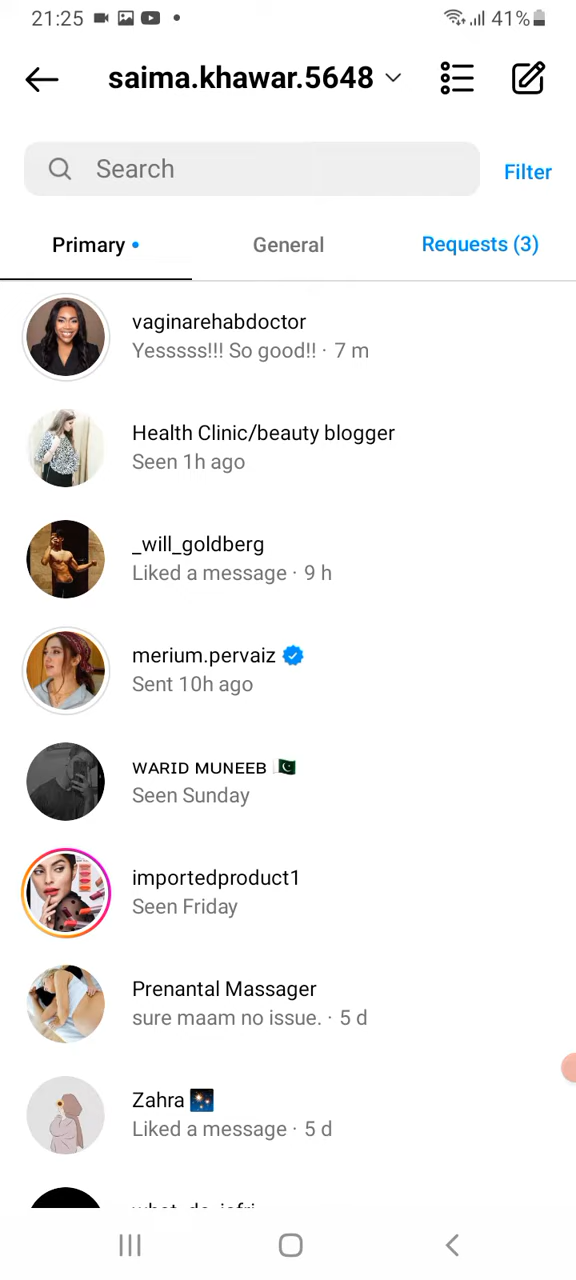 21:25
41%
saima.khawar.5648
Search
Filter
Primary
General
Requests (3)
vaginarehabdoctor
Yesssss!!! So good!! · 7 m
Health Clinic/beauty blogger
Seen 1h ago
_will_goldberg
Liked a message · 9 h
merium.pervaiz
Sent 10h ago
ᴡᴀʀɪᴅ ᴍᴜɴᴇᴇʙ 🇵🇰
Seen Sunday
importedproduct1
Seen Friday
Prenantal Massager
sure maam no issue. · 5 d
Zahra 🎇
Liked a message · 5 d